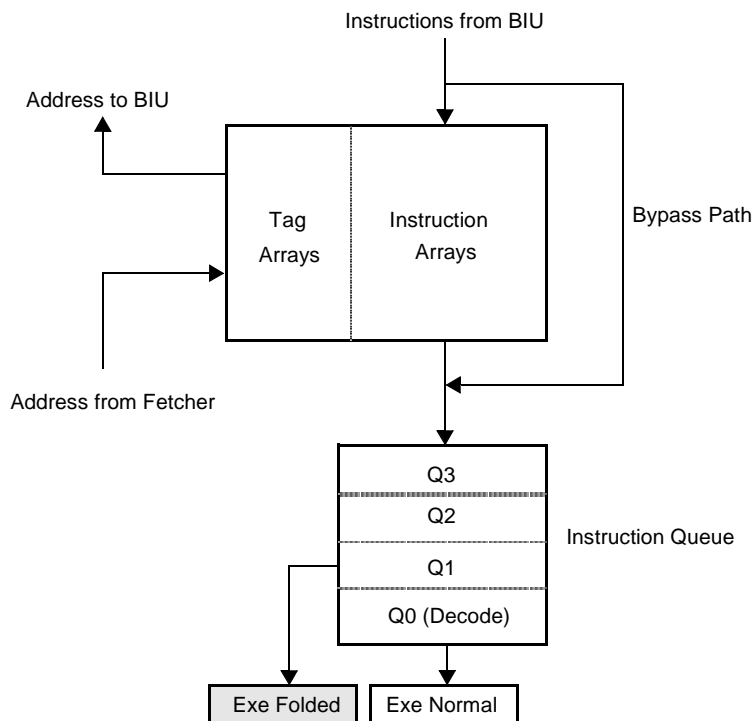 Instructions from BIU
Address to BIU
Tag
Arrays
Instruction
Arrays
Bypass Path
Address from Fetcher
Q3
Q2
Instruction Queue
Q1
Q0 (Decode)
Exe Folded
Exe Normal